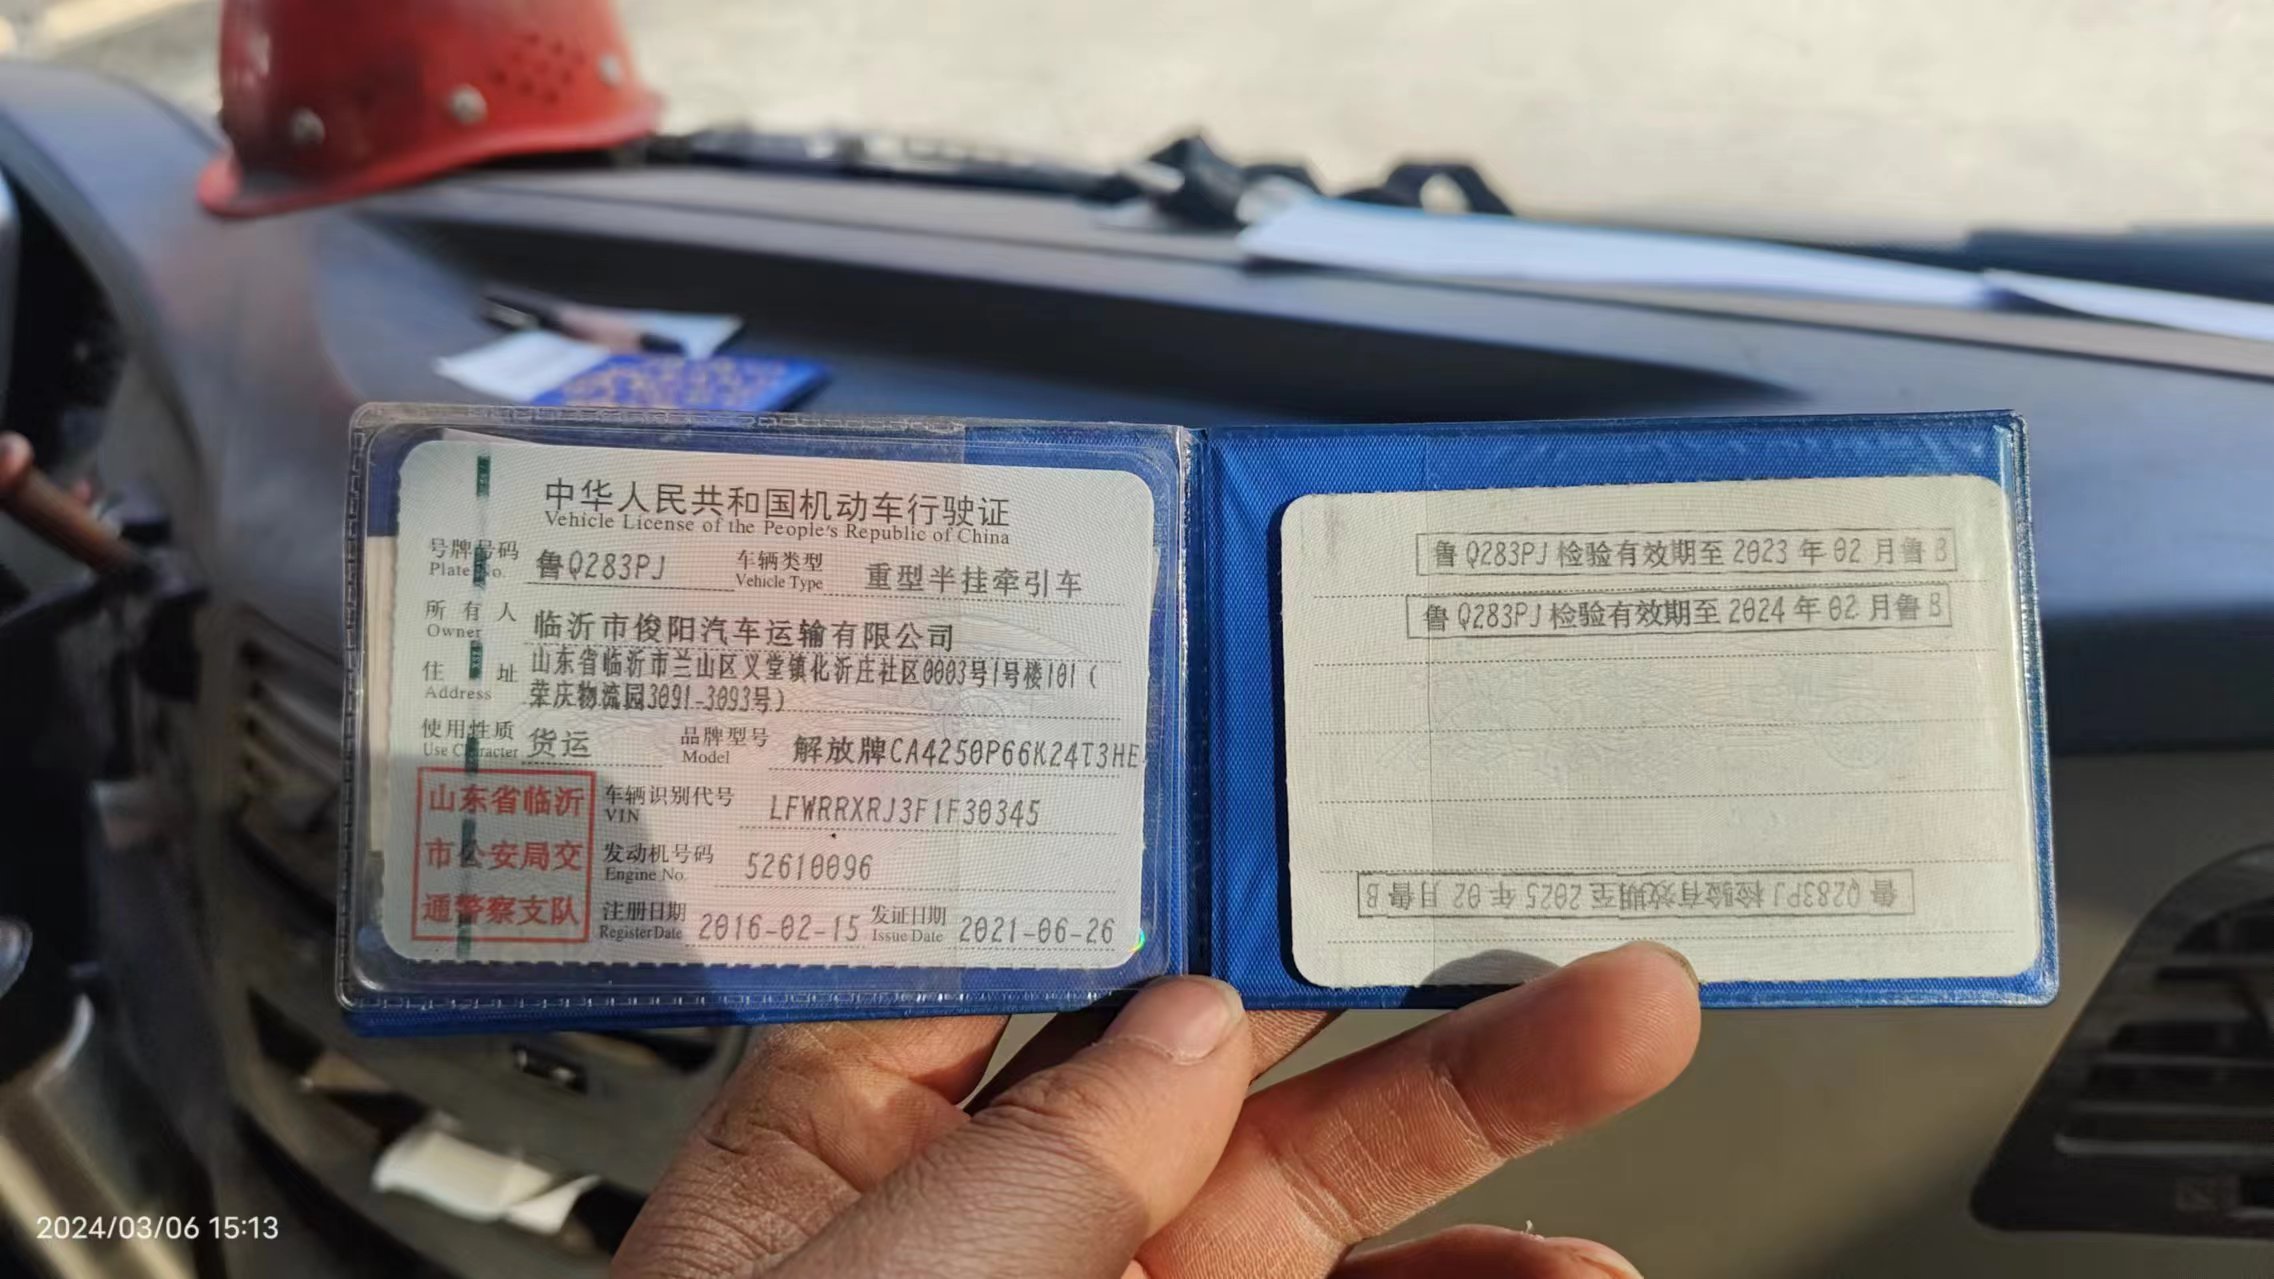 中华人民共和国机动车行驶证
Vehicle License of the People's Republic of China
号牌号码 鲁Q283PJ 车辆类型 重型半挂牵引车
Plate No. Vehicle Type
所有人 临沂市俊阳汽车运输有限公司
Owner
住址 山东省临沂市兰山区义堂镇化沂庄社区0003号1号楼101（
Address 荣庆物流园3091-3093号）
使用性质 货运 品牌型号 解放牌CA4250P66K24T3HE
Use Character Model
山东省临沂
市公安局交
通警察支队
车辆识别代号 LFWRRXRJ3F1F30345
VIN
发动机号码 52610096
Engine No.
注册日期 2016-02-15 发证日期 2021-06-26
Register Date Issue Date
鲁Q283PJ检验有效期至2023年02月鲁B
鲁Q283PJ检验有效期至2024年02月鲁B
鲁Q283PJ检验有效期至2025年02月鲁B
2024/03/06 15:13